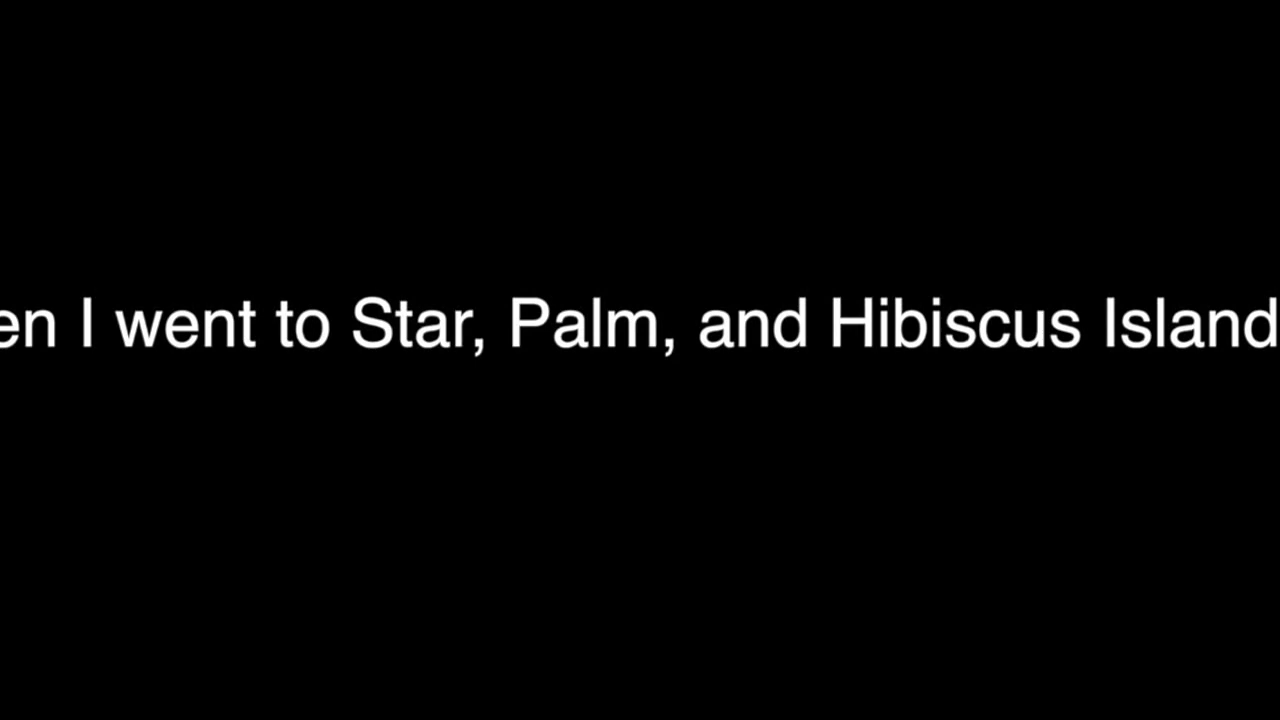 en I went to Star, Palm, and Hibiscus Island